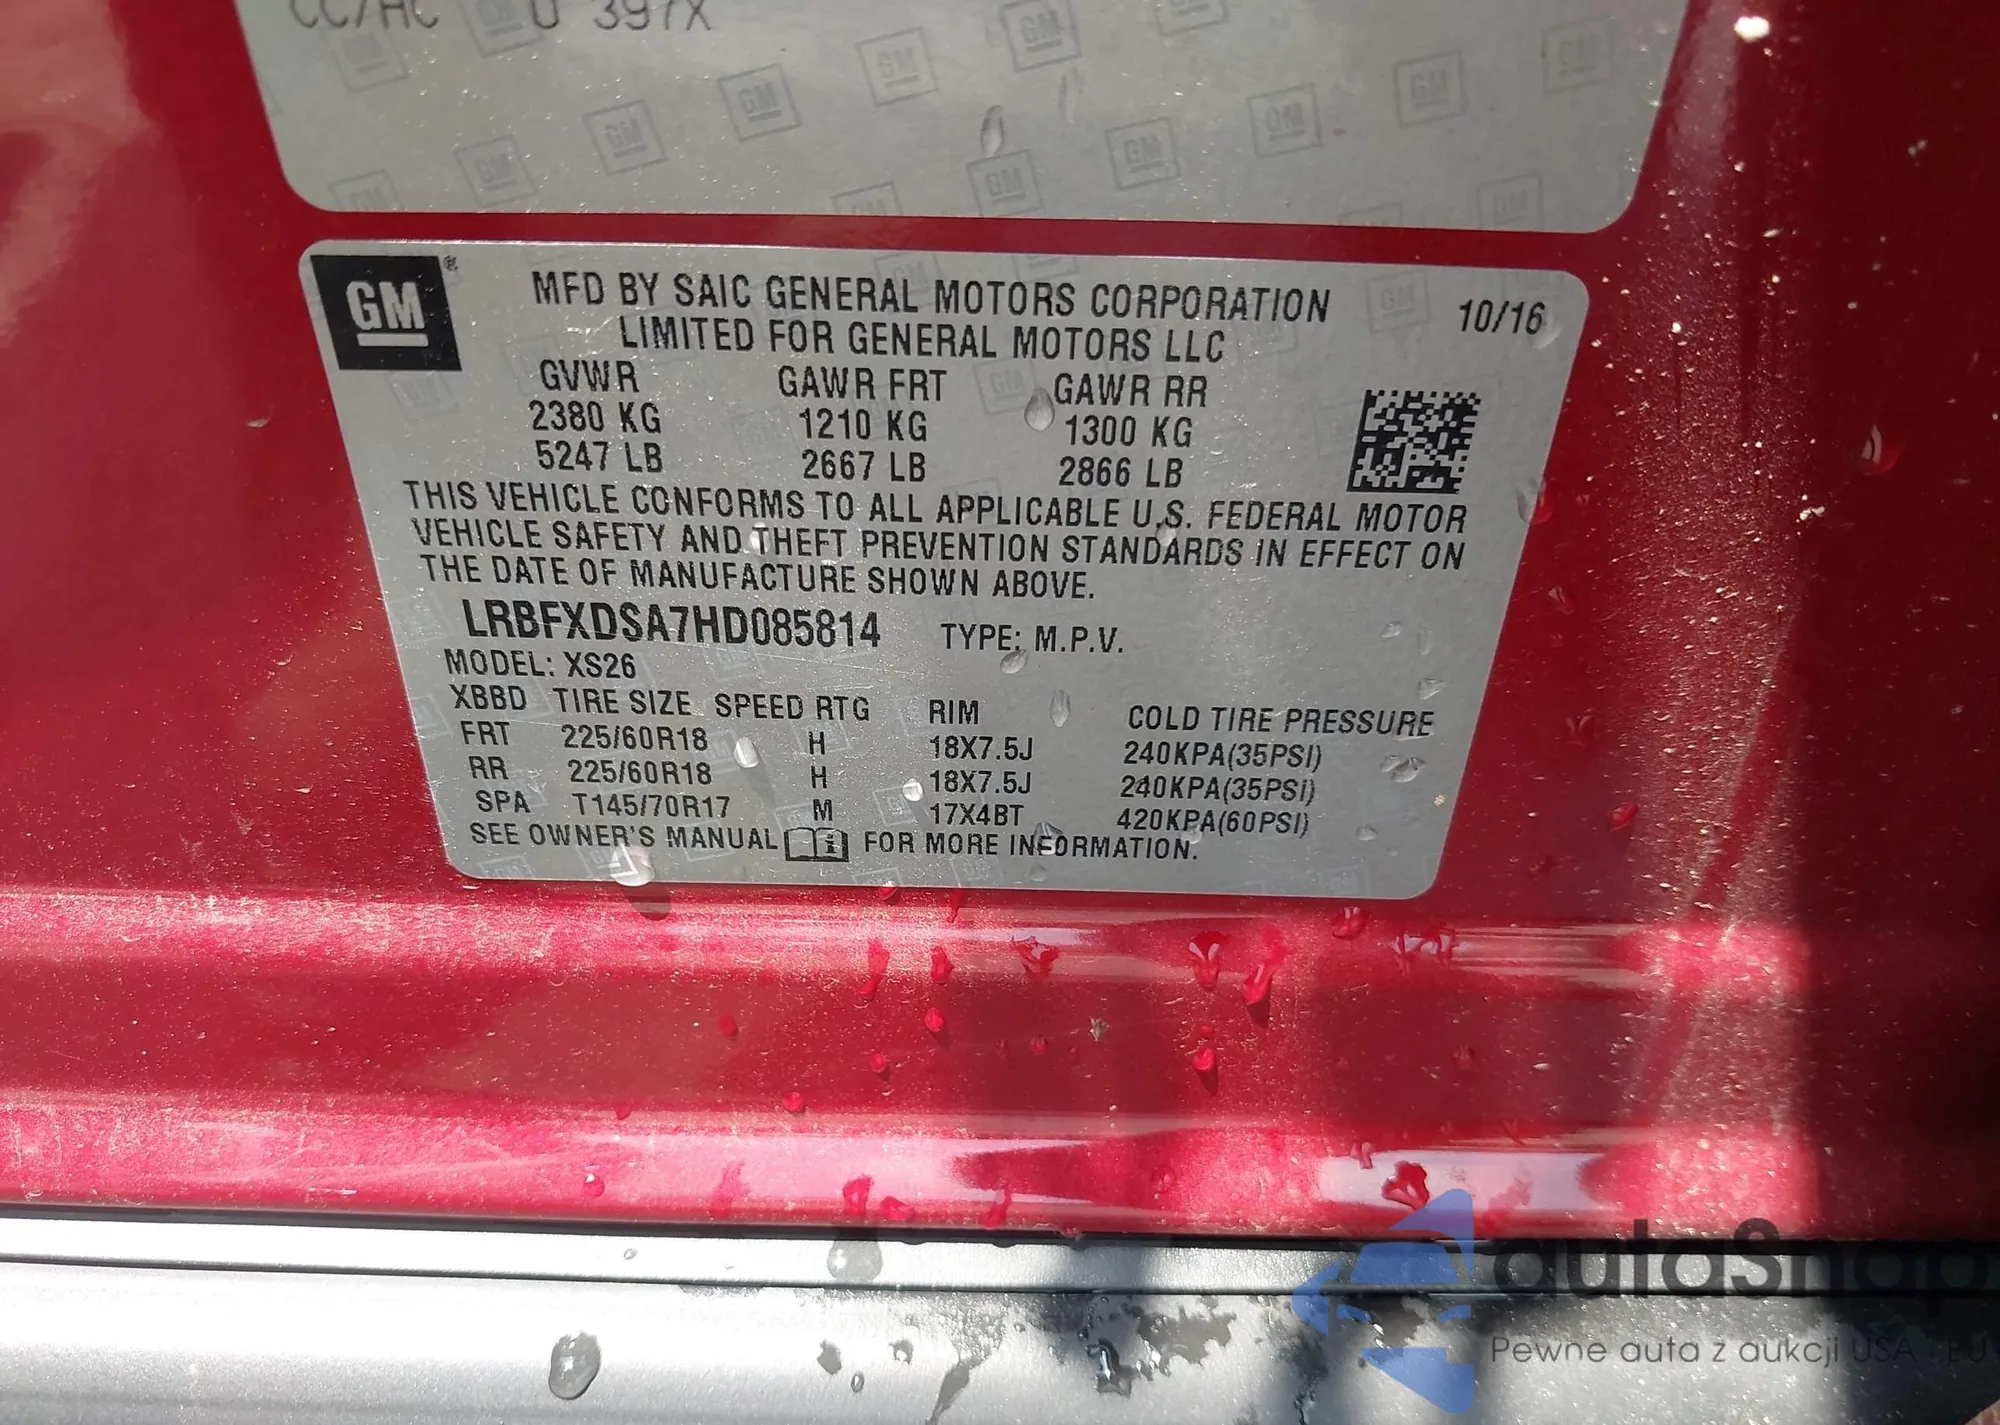 CC/HC U 397X
GM
MFD BY SAIC GENERAL MOTORS CORPORATION
LIMITED FOR GENERAL MOTORS LLC
10/16
GVWR GAWR FRT GAWR RR
2380 KG 1210 KG 1300 KG
5247 LB 2667 LB 2866 LB
THIS VEHICLE CONFORMS TO ALL APPLICABLE U.S. FEDERAL MOTOR
VEHICLE SAFETY AND THEFT PREVENTION STANDARDS IN EFFECT ON
THE DATE OF MANUFACTURE SHOWN ABOVE.
LRBFXDSA7HD085814 TYPE: M.P.V.
MODEL: XS26
XBBD TIRE SIZE SPEED RTG RIM COLD TIRE PRESSURE
FRT 225/60R18 H 18X7.5J 240KPA(35PSI)
RR 225/60R18 H 18X7.5J 240KPA(35PSI)
SPA T145/70R17 M 17X4BT 420KPA(60PSI)
SEE OWNER'S MANUAL FOR MORE INFORMATION.
autaSnap
Pewne auta z aukcji USA i EU